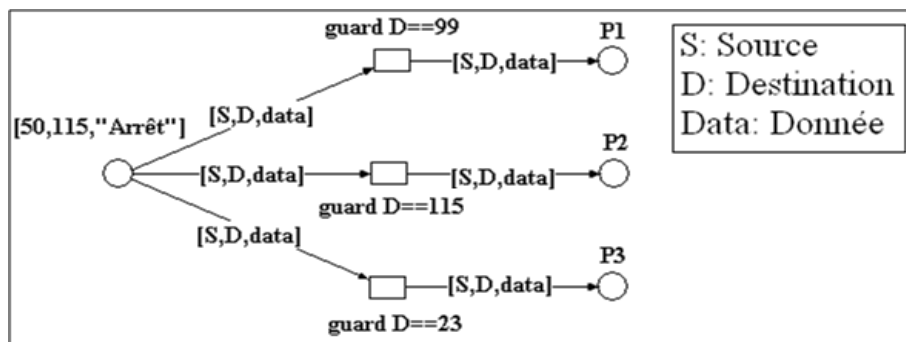 guard D==99
P1
[S,D,data]
S: Source
D: Destination
Data: Donnée
[S,D,data]
[50,115,"Arrêt"]
P2
[S,D,data]
[S,D,data]
guard D==115
[S,D,data]
P3
[S,D,data]
guard D==23